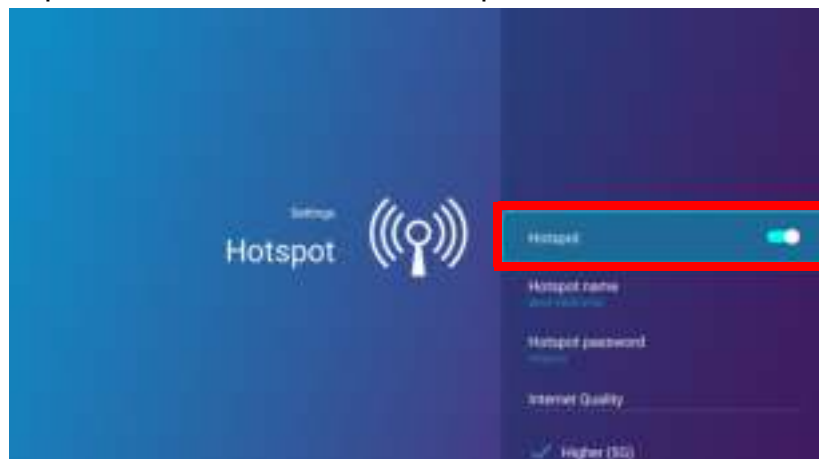 Settings
Hotspot
Hotspot
Hotspot name
Hotspot password
Internet Quality
Higher (5G)